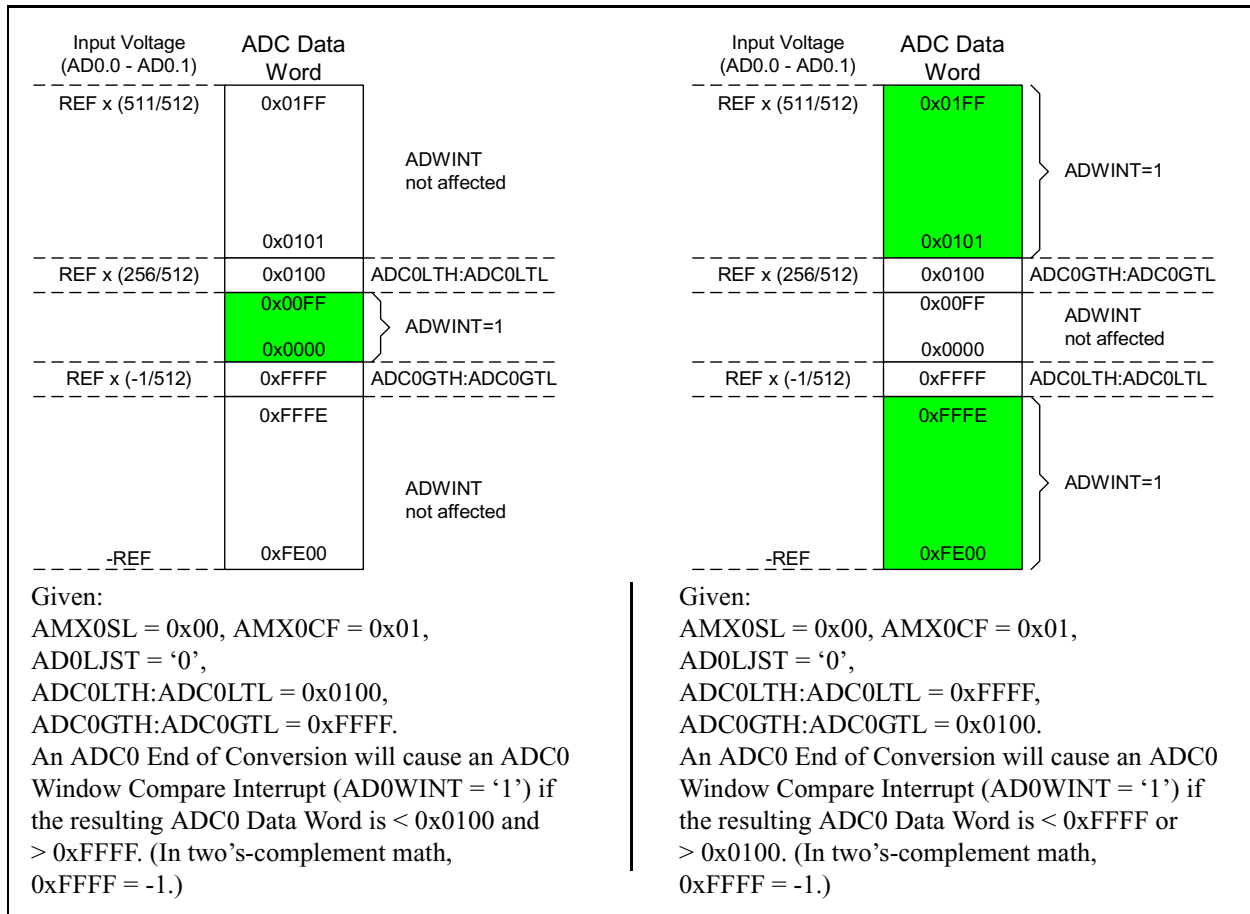 Input Voltage
(AD0.0 - AD0.1)
ADC Data
Word
REF x (511/512)
0x01FF
ADWINT
not affected
0x0101
REF x (256/512)
0x0100
ADC0LTH:ADC0LTL
0x00FF
ADWINT=1
0x0000
REF x (-1/512)
0xFFFF
ADC0GTH:ADC0GTL
0xFFFE
ADWINT
not affected
-REF
0xFE00
Given:
AMX0SL = 0x00, AMX0CF = 0x01,
AD0LJST = ‘0’,
ADC0LTH:ADC0LTL = 0x0100,
ADC0GTH:ADC0GTL = 0xFFFF.
An ADC0 End of Conversion will cause an ADC0
Window Compare Interrupt (AD0WINT = ‘1’) if
the resulting ADC0 Data Word is < 0x0100 and
> 0xFFFF. (In two’s-complement math,
0xFFFF = -1.)
Input Voltage
(AD0.0 - AD0.1)
ADC Data
Word
REF x (511/512)
0x01FF
ADWINT=1
0x0101
REF x (256/512)
0x0100
ADC0GTH:ADC0GTL
0x00FF
ADWINT
not affected
0x0000
REF x (-1/512)
0xFFFF
ADC0LTH:ADC0LTL
0xFFFE
ADWINT=1
-REF
0xFE00
Given:
AMX0SL = 0x00, AMX0CF = 0x01,
AD0LJST = ‘0’,
ADC0LTH:ADC0LTL = 0xFFFF,
ADC0GTH:ADC0GTL = 0x0100.
An ADC0 End of Conversion will cause an ADC0
Window Compare Interrupt (AD0WINT = ‘1’) if
the resulting ADC0 Data Word is < 0xFFFF or
> 0x0100. (In two’s-complement math,
0xFFFF = -1.)